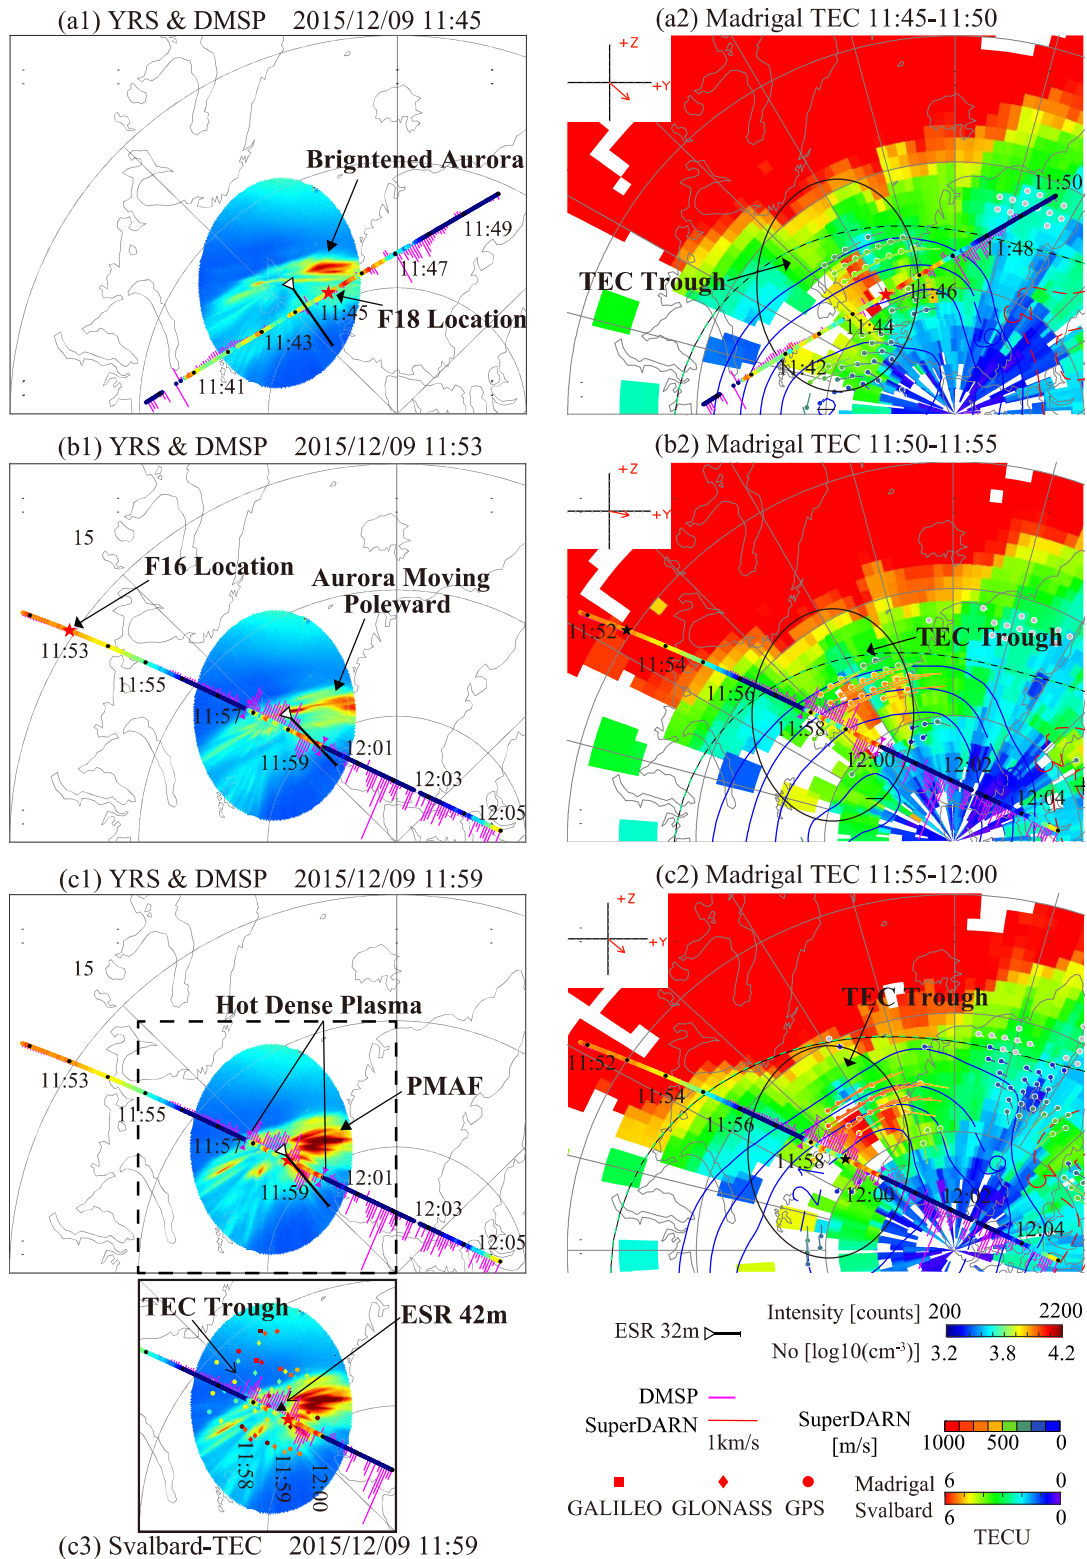 (a1) YRS & DMSP 2015/12/09 11:45
Brigntened Aurora
11:49
11:47
11:45
F18 Location
11:43
11:41
(a2) Madrigal TEC 11:45-11:50
+Z
+Y
11:50
11:48
TEC Trough
11:46
11:44
11:42
(b1) YRS & DMSP 2015/12/09 11:53
15
F16 Location
Aurora Moving
Poleward
11:53
11:55
11:57
11:59
12:01
12:03
12:05
(b2) Madrigal TEC 11:50-11:55
+Z
+Y
11:52
TEC Trough
11:54
11:56
11:58
12:00
12:02
12:04
(c1) YRS & DMSP 2015/12/09 11:59
15
Hot Dense Plasma
11:53
PMAF
11:55
11:57
11:59
12:01
12:03
12:05
(c2) Madrigal TEC 11:55-12:00
+Z
+Y
TEC Trough
11:52
11:54
11:56
11:58
12:00
12:02
12:04
-12
TEC Trough
ESR 42m
11:58
11:59
12:00
(c3) Svalbard-TEC 2015/12/09 11:59
ESR 32m
Intensity [counts] 200 2200
No [log10(cm⁻³)] 3.2 3.8 4.2
DMSP
SuperDARN
1km/s
SuperDARN
[m/s]
1000 500 0
GALILEO GLONASS GPS
Madrigal 6 0
Svalbard 6 0
TECU